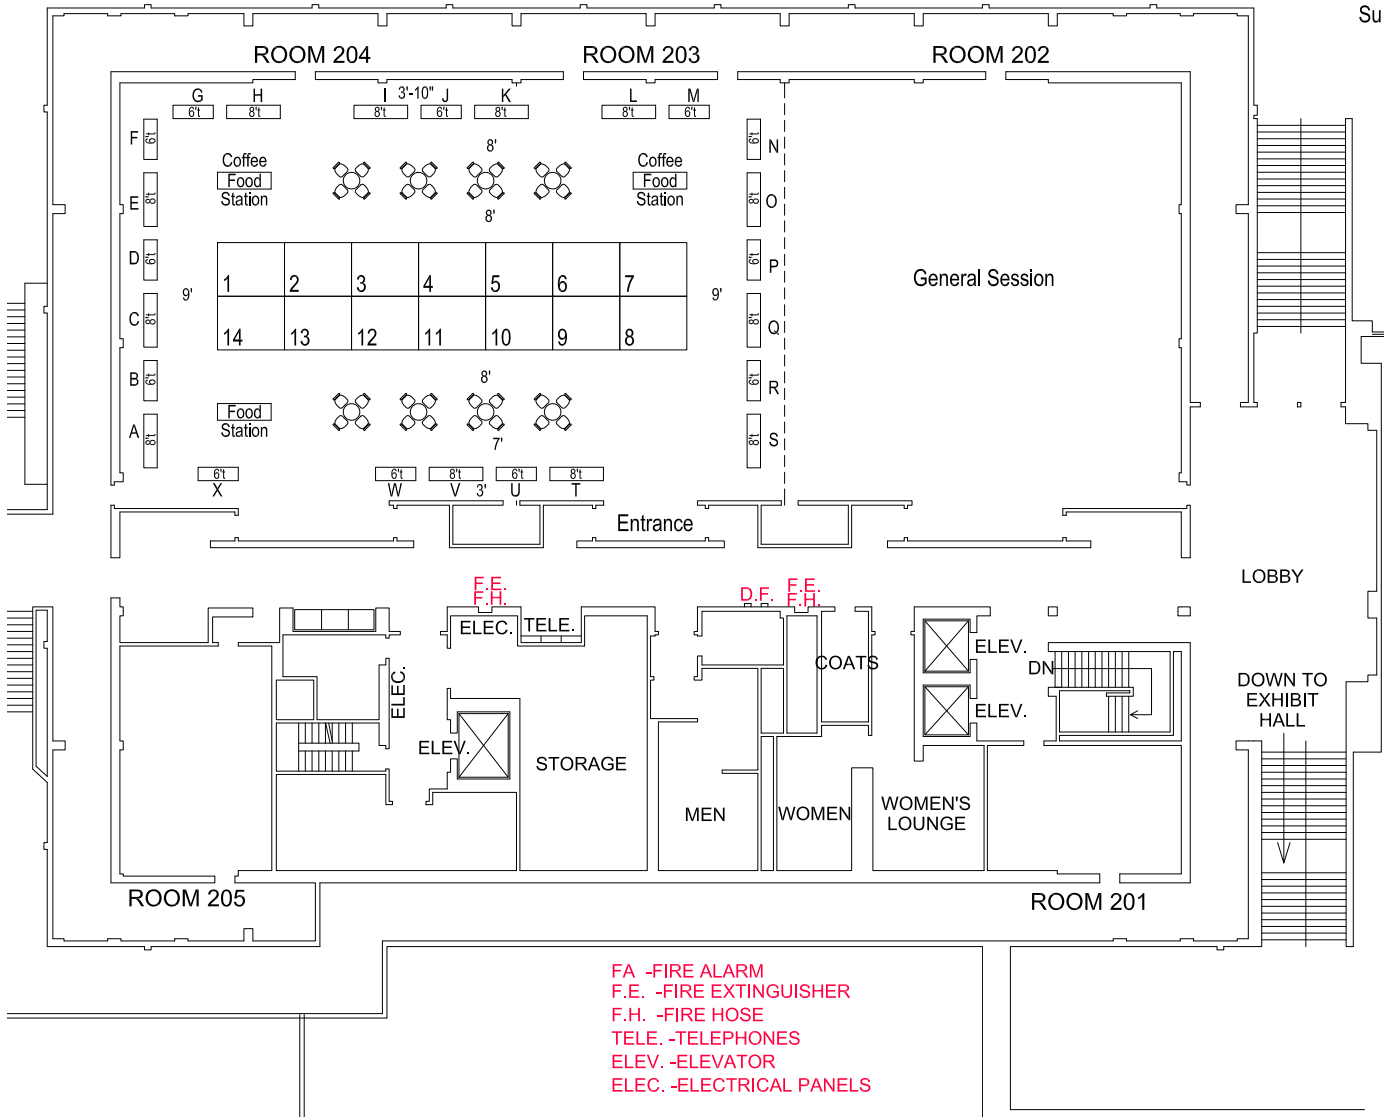 Su
ROOM 204
ROOM 203
ROOM 202
G
H
I
3'-10"
J
K
L
M
6't
8't
8't
6't
8't
8't
6't
F
6't
8'
6't
N
Coffee
Food
Station
Coffee
Food
Station
E
8't
8't
O
8'
D
6't
6't
P
General Session
1
2
3
4
5
6
7
9'
9'
C
8't
8't
Q
14
13
12
11
10
9
8
B
6't
8'
6't
R
Food
Station
A
8't
7'
8't
S
6't
6't
8't
6't
8't
X
W
V
3'
U
T
Entrance
LOBBY
F.E.
F.H.
D.F.
F.E.
F.H.
ELEC.
TELE.
COATS
ELEV.
DN
ELEC.
ELEV.
DOWN TO
EXHIBIT
HALL
ELEV.
STORAGE
MEN
WOMEN
WOMEN'S
LOUNGE
ROOM 205
ROOM 201
FA -FIRE ALARM
F.E. -FIRE EXTINGUISHER
F.H. -FIRE HOSE
TELE. -TELEPHONES
ELEV. -ELEVATOR
ELEC. -ELECTRICAL PANELS